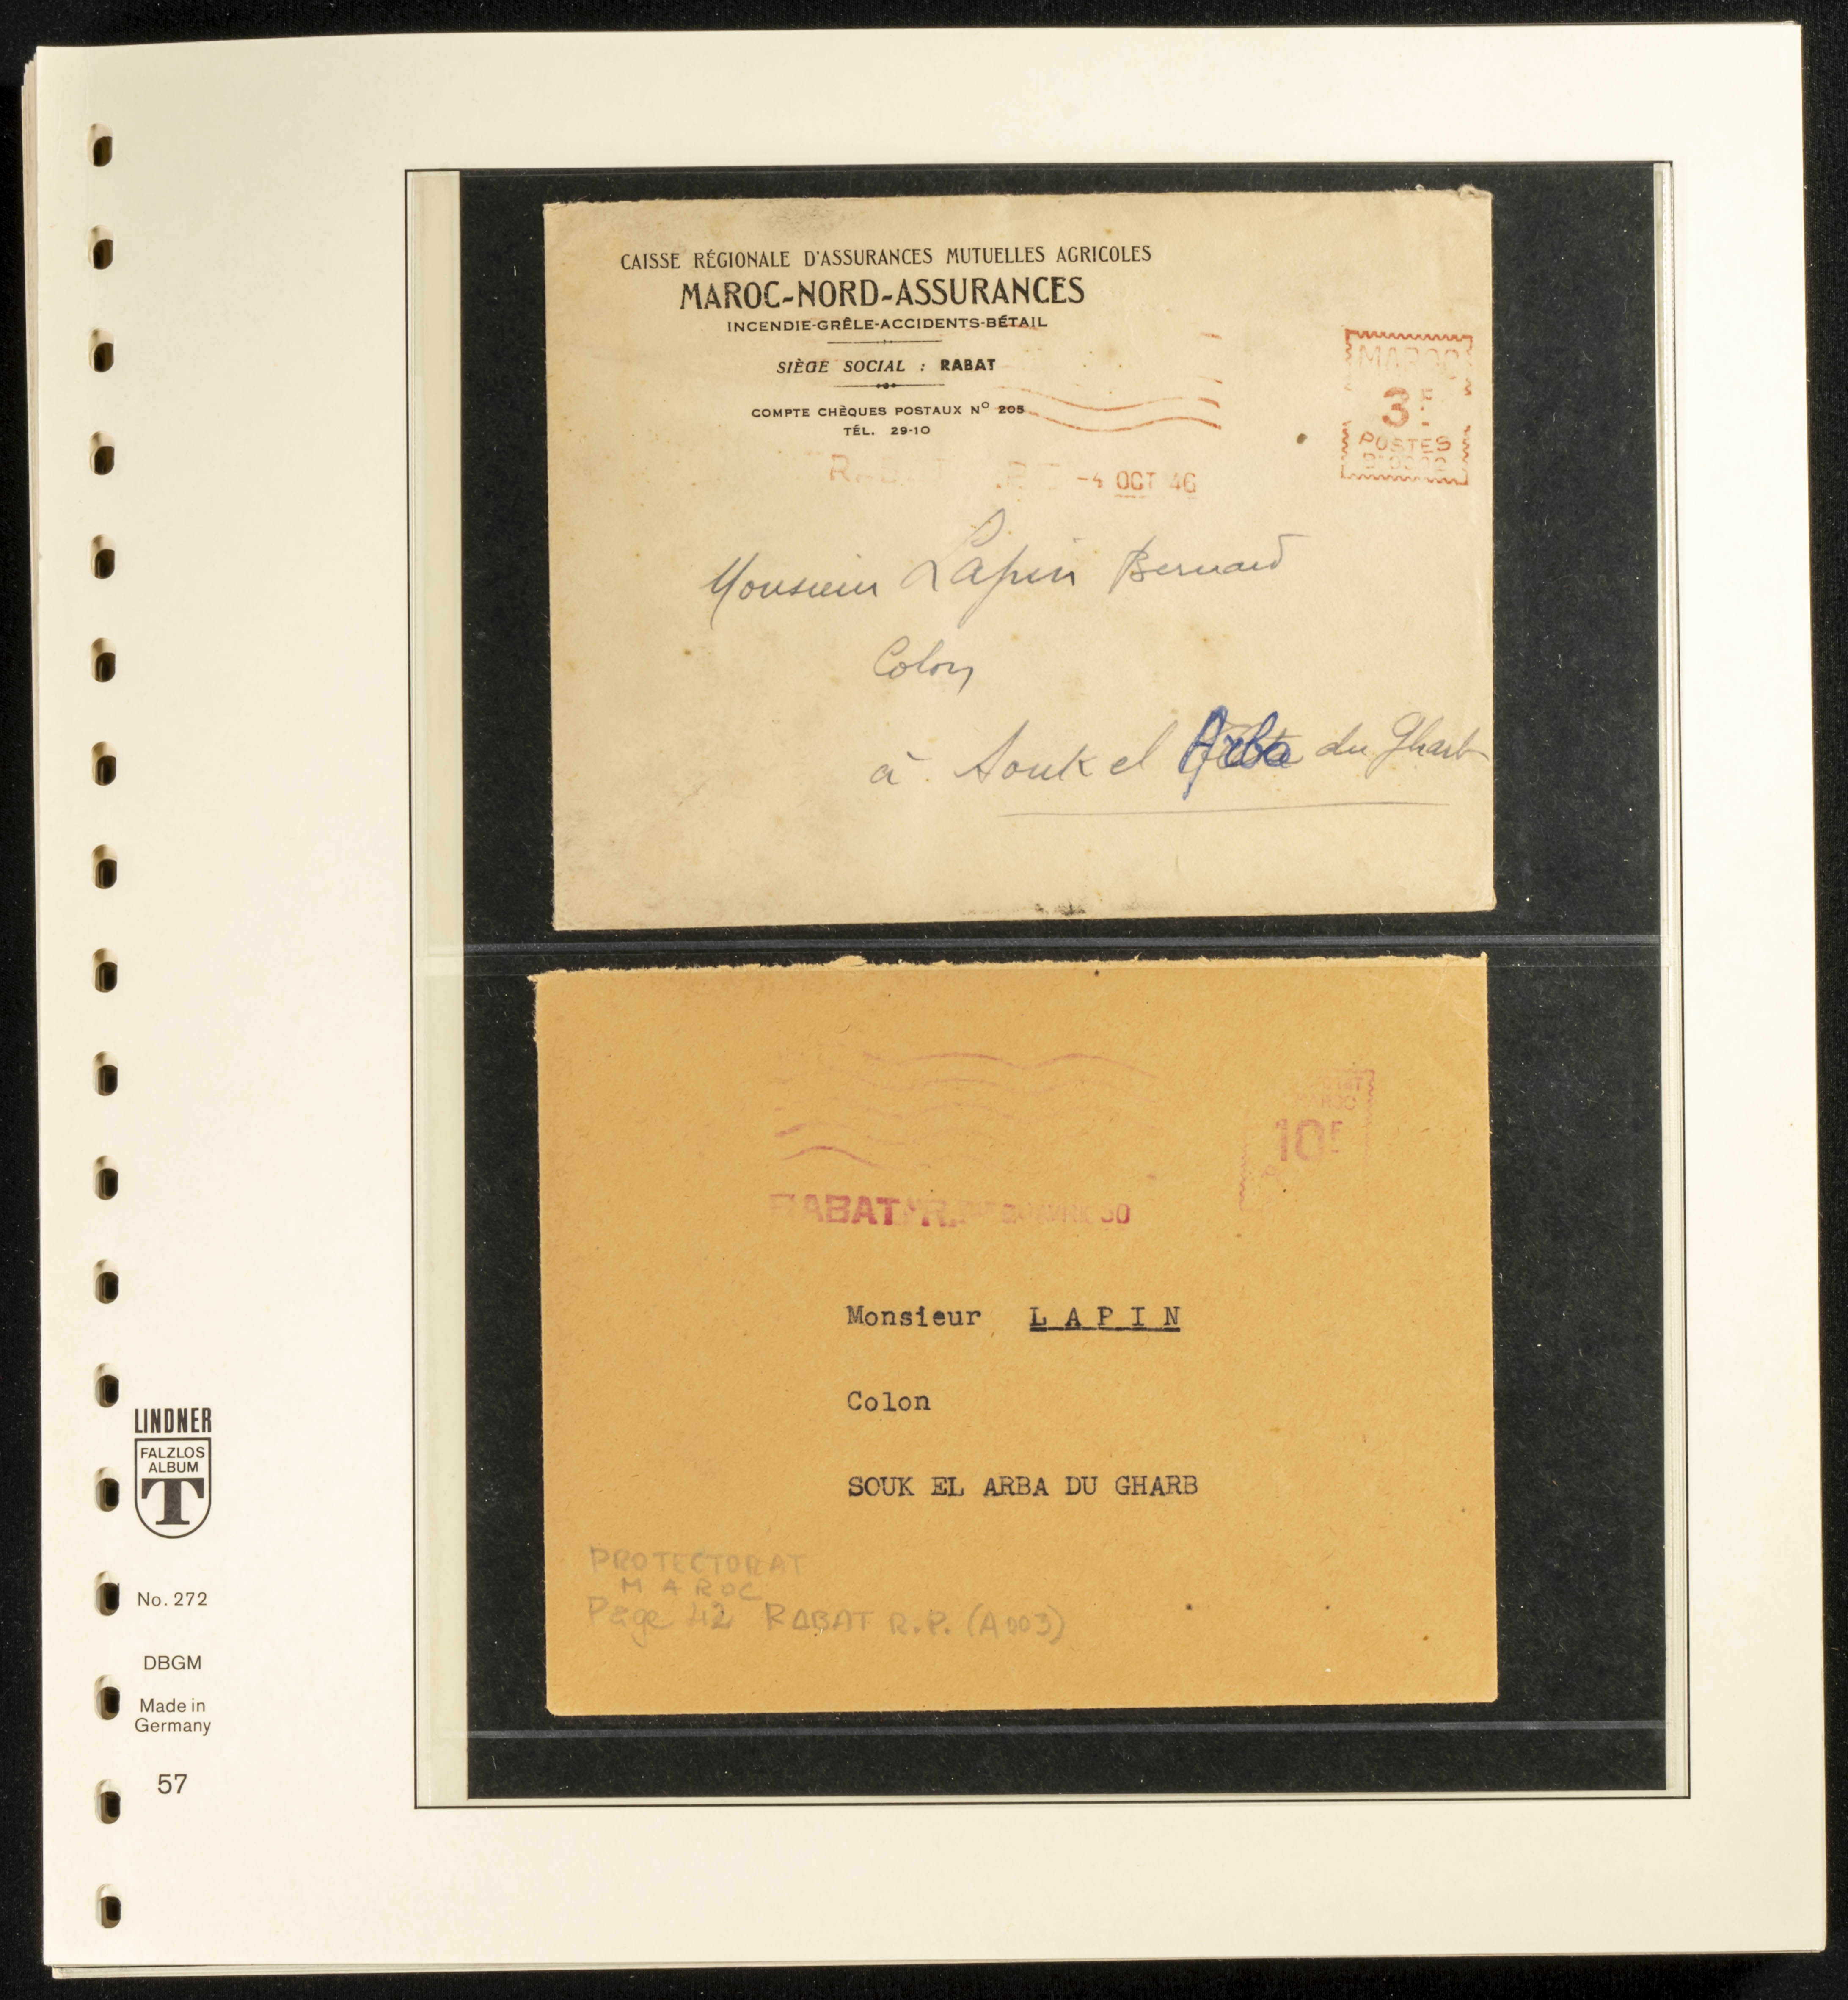 CAISSE RÉGIONALE D'ASSURANCES MUTUELLES AGRICOLES
MAROC-NORD-ASSURANCES
INCENDIE-GRÊLE-ACCIDENTS-BÉTAIL
SIÈGE SOCIAL : RABAT
COMPTE CHÈQUES POSTAUX Nº 205
TÉL. 29-10
MAROC
3F
POSTES
-4 OCT 46
Monsieur Lapin Bernard
Colon
à Souk el Arba du Gharb
MAROC
10F
RABAT R.
Monsieur LAPIN
Colon
SOUK EL ARBA DU GHARB
PROTECTORAT
MAROC
Page 42 RABAT R.P. (A003)
LINDNER
FALZLOS
ALBUM
T
No. 272
DBGM
Made in
Germany
57